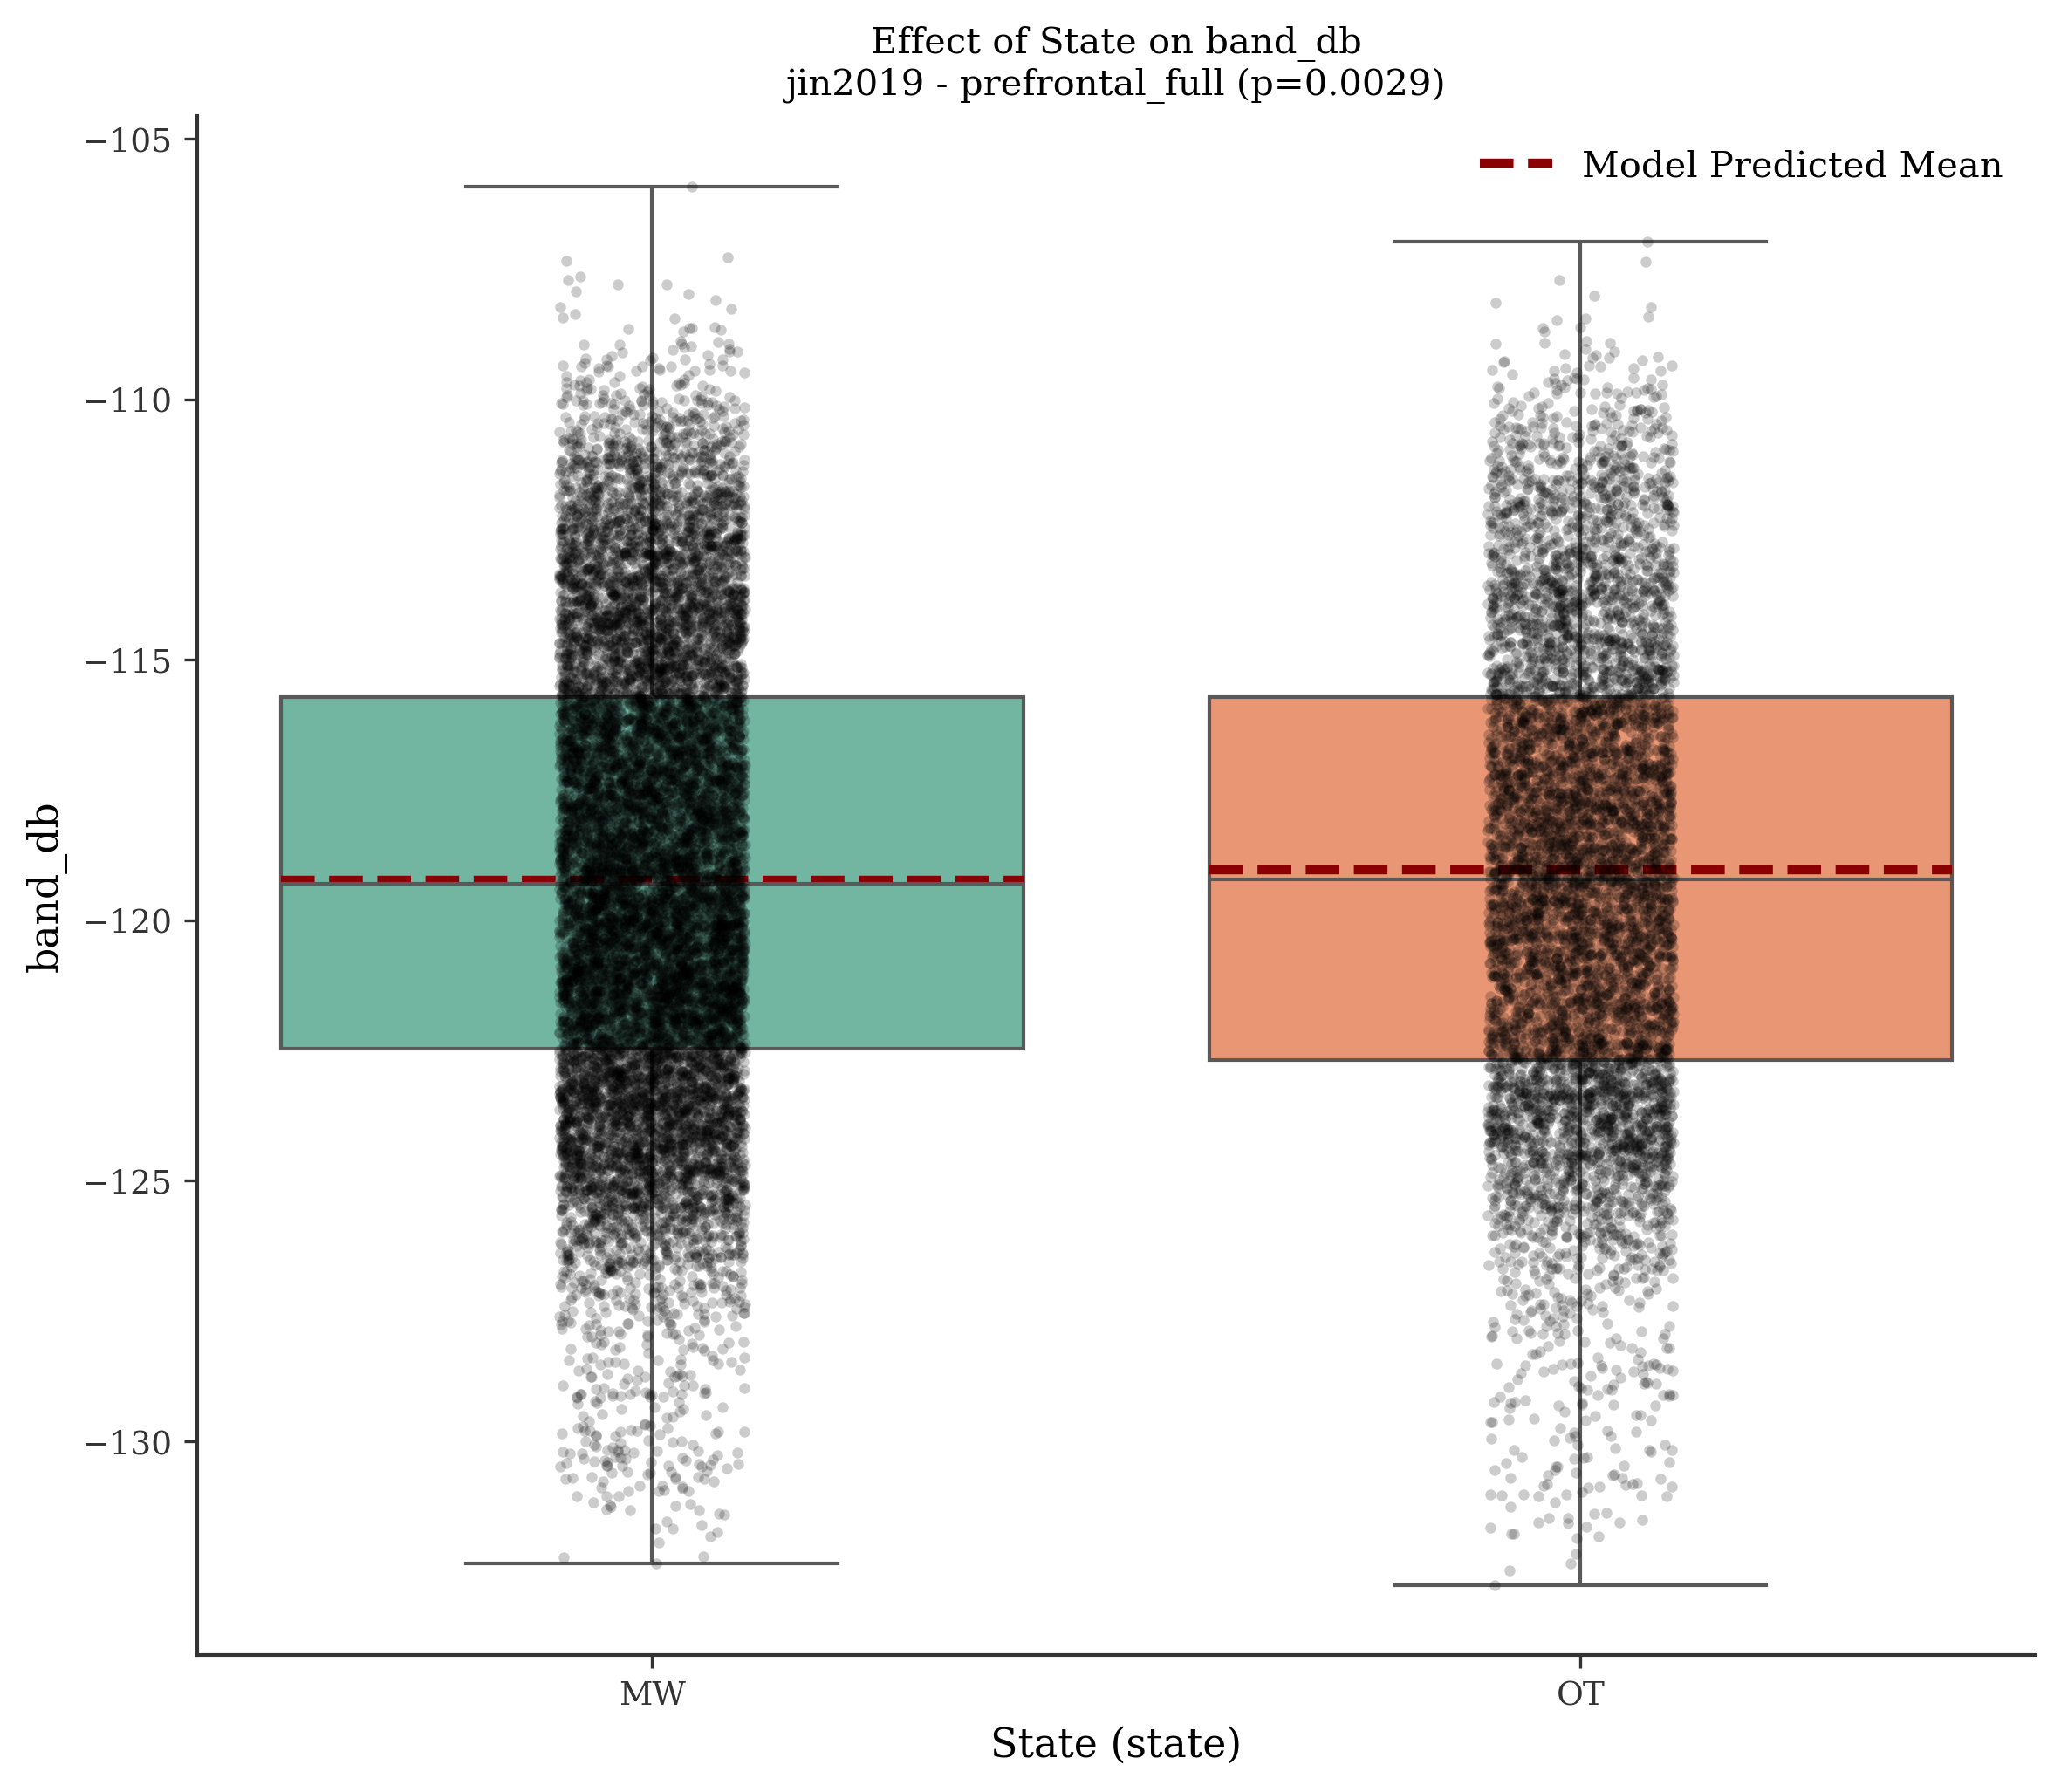 Effect of State on band_db
jin2019 - prefrontal_full (p=0.0029)
Model Predicted Mean
−105
−110
−115
−120
−125
−130
band_db
MW
OT
State (state)